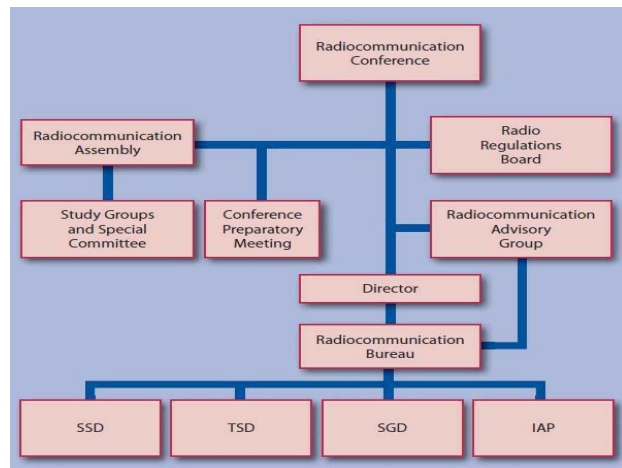 Radiocommunication
Conference
Radiocommunication
Assembly
Radio
Regulations
Board
Study Groups
and Special
Committee
Conference
Preparatory
Meeting
Radiocommunication
Advisory
Group
Director
Radiocommunication
Bureau
SSD
TSD
SGD
IAP